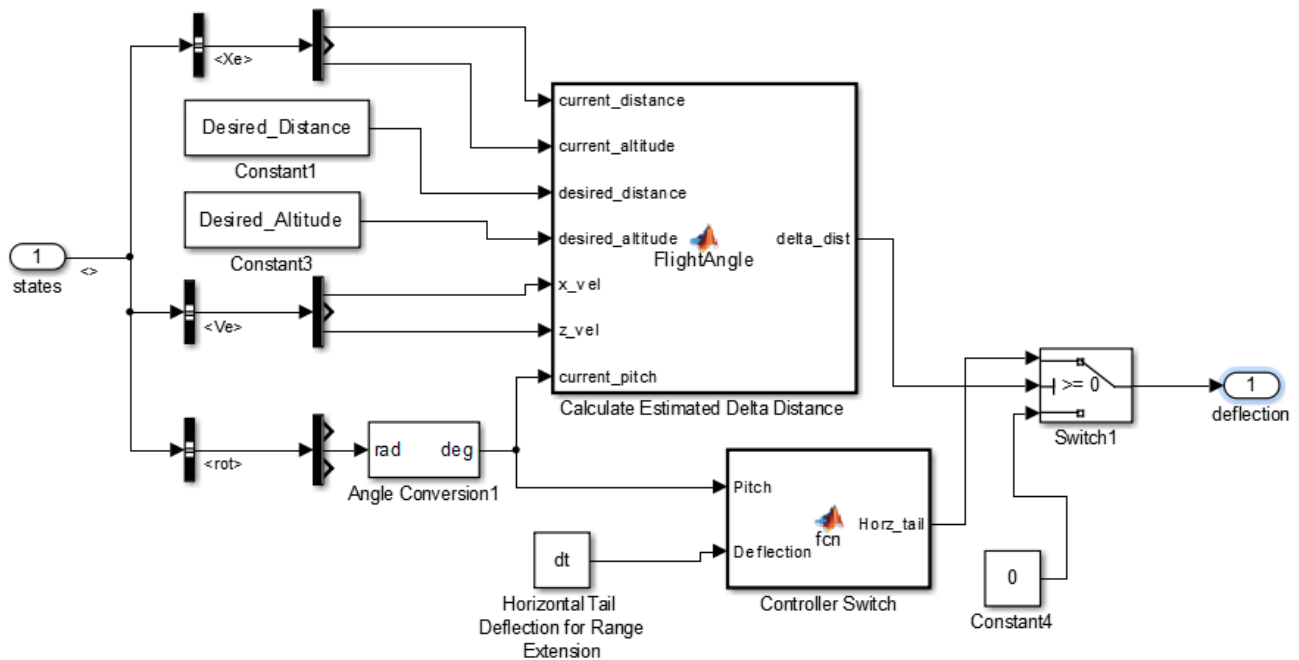 <Xe>
Desired_Distance
Constant1
Desired_Altitude
Constant3
1
states
<>
<Ve>
<rot>
rad deg
Angle Conversion1
current_distance
current_altitude
desired_distance
desired_altitude
x_vel
z_vel
current_pitch
FlightAngle
delta_dist
Calculate Estimated Delta Distance
dt
Horizontal Tail
Deflection for Range
Extension
Pitch
Deflection
fcn
Horz_tail
Controller Switch
0
Constant4
>= 0
Switch1
1
deflection